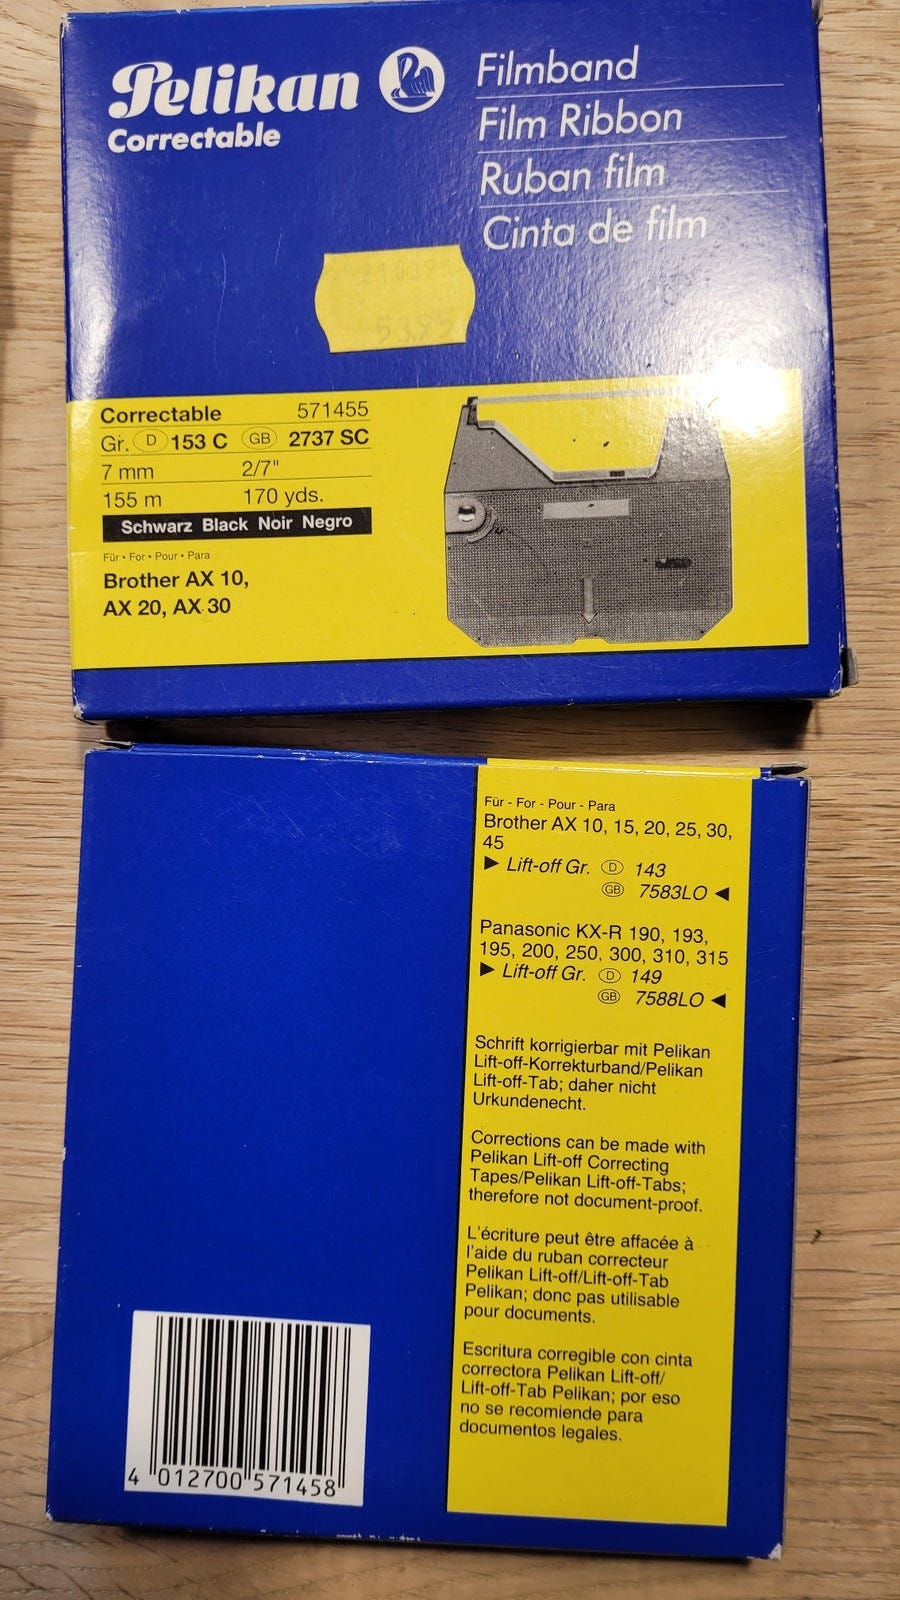 Pelikan
Correctable
Filmband
Film Ribbon
Ruban film
Cinta de film
Correctable 571455
Gr. D 153 C GB 2737 SC
7 mm 2/7"
155 m 170 yds.
Schwarz Black Noir Negro
Für • For • Pour • Para
Brother AX 10,
AX 20, AX 30
Für - For - Pour - Para
Brother AX 10, 15, 20, 25, 30,
45
▶ Lift-off Gr. D 143
GB 7583LO ◀
Panasonic KX-R 190, 193,
195, 200, 250, 300, 310, 315
▶ Lift-off Gr. D 149
GB 7588LO ◀
Schrift korrigierbar mit Pelikan
Lift-off-Korrekturband/Pelikan
Lift-off-Tab; daher nicht
Urkundenecht.
Corrections can be made with
Pelikan Lift-off Correcting
Tapes/Pelikan Lift-off-Tabs;
therefore not document-proof.
L'écriture peut être affacée à
l'aide du ruban correcteur
Pelikan Lift-off/Lift-off-Tab
Pelikan; donc pas utilisable
pour documents.
Escritura corregible con cinta
correctora Pelikan Lift-off/
Lift-off-Tab Pelikan; por eso
no se recomiende para
documentos legales.
4 012700 571458